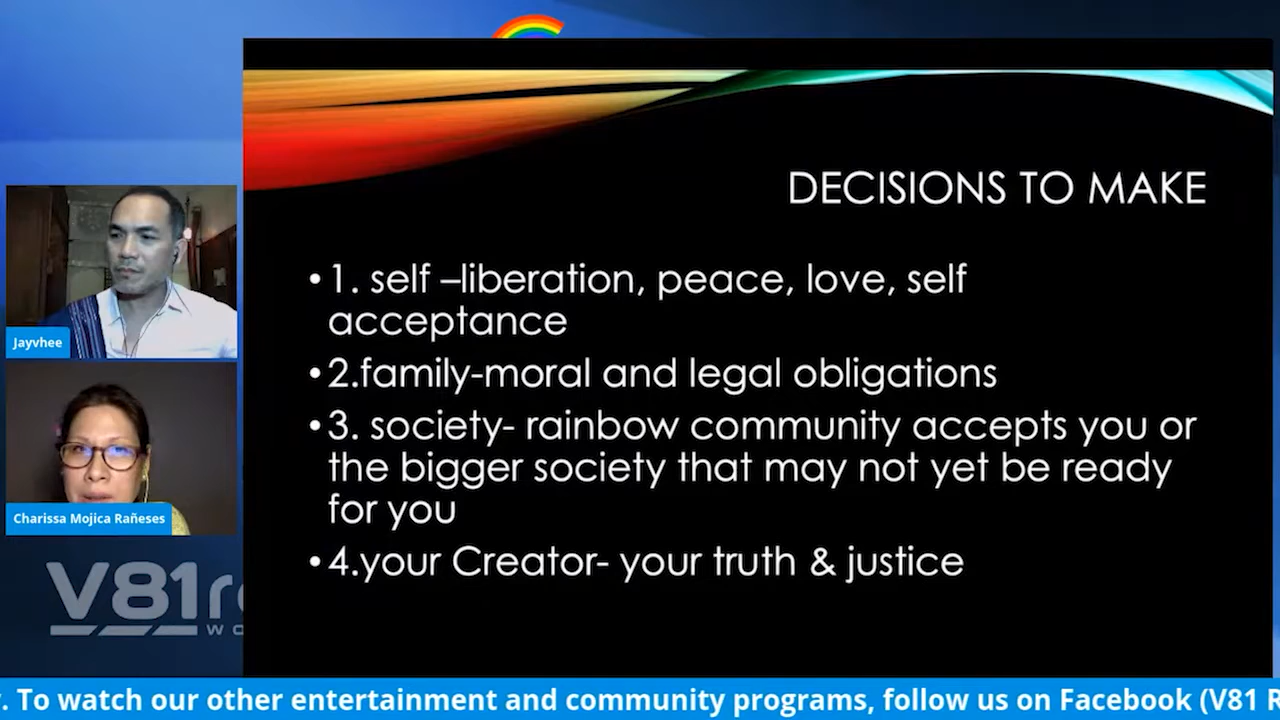 DECISIONS TO MAKE
•1. self –liberation, peace, love, self
acceptance
•2.family-moral and legal obligations
•3. society- rainbow community accepts you or
the bigger society that may not yet be ready
for you
•4.your Creator- your truth & justice
Jayvhee
Charissa Mojica Rañeses
V81
. To watch our other entertainment and community programs, follow us on Facebook (V81